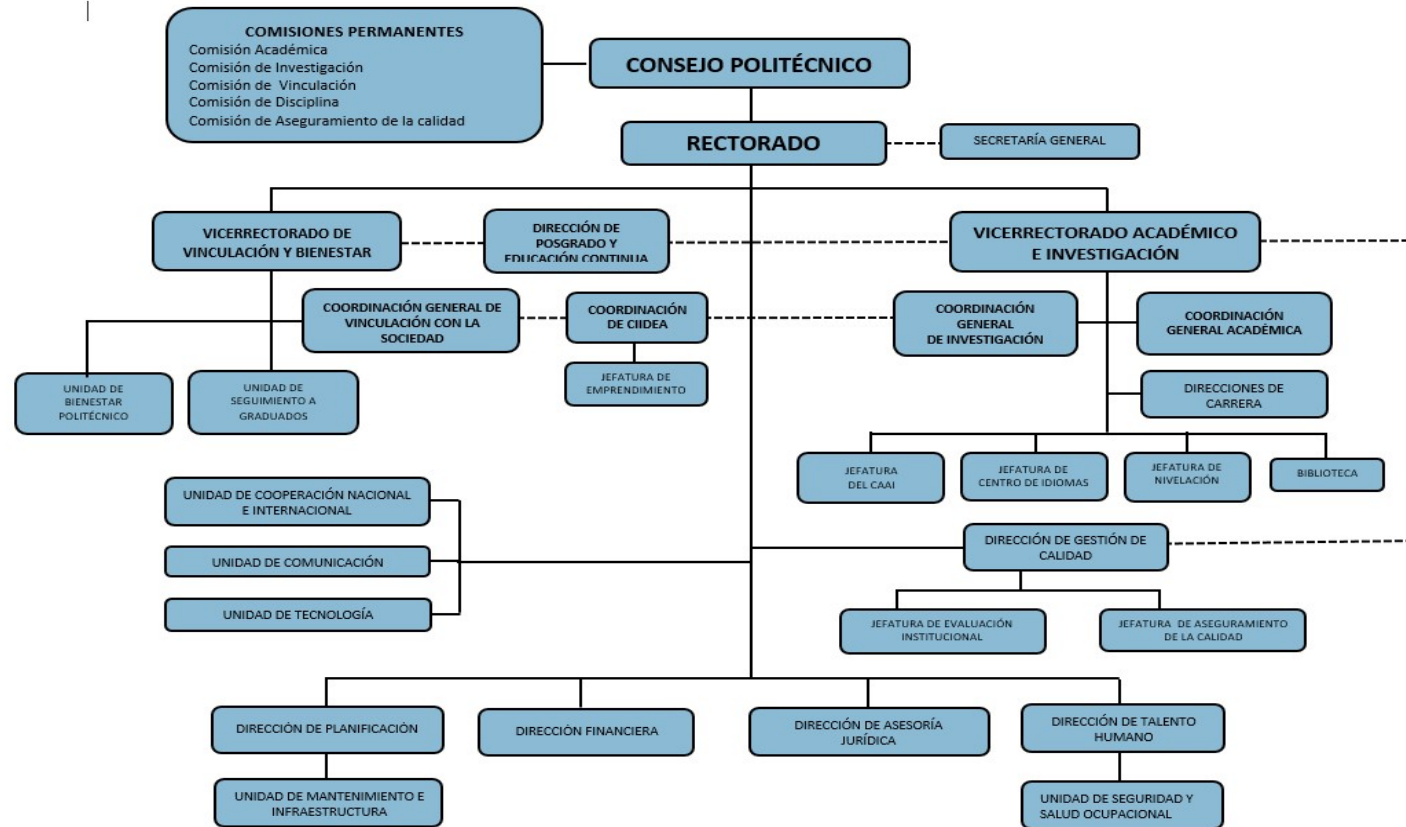 COMISIONES PERMANENTES
Comisión Académica
Comisión de Investigación
Comisión de Vinculación
Comisión de Disciplina
Comisión de Aseguramiento de la calidad
CONSEJO POLITÉCNICO
RECTORADO
SECRETARÍA GENERAL
VICERRECTORADO DE
VINCULACIÓN Y BIENESTAR
DIRECCIÓN DE
POSGRADO Y
EDUCACIÓN CONTINUA
VICERRECTORADO ACADÉMICO
E INVESTIGACIÓN
COORDINACIÓN GENERAL DE
VINCULACIÓN CON LA
SOCIEDAD
COORDINACIÓN
DE CIIDEA
COORDINACIÓN
GENERAL
DE INVESTIGACIÓN
COORDINACIÓN
GENERAL ACADÉMICA
UNIDAD DE
BIENESTAR
POLITÉCNICO
UNIDAD DE
SEGUIMIENTO A
GRADUADOS
JEFATURA DE
EMPRENDIMIENTO
DIRECCIONES DE
CARRERA
JEFATURA
DEL CAAI
JEFATURA DE
CENTRO DE IDIOMAS
JEFATURA DE
NIVELACIÓN
BIBLIOTECA
UNIDAD DE COOPERACIÓN NACIONAL
E INTERNACIONAL
UNIDAD DE COMUNICACIÓN
UNIDAD DE TECNOLOGÍA
DIRECCIÓN DE GESTIÓN DE
CALIDAD
JEFATURA DE EVALUACIÓN
INSTITUCIONAL
JEFATURA DE ASEGURAMIENTO
DE LA CALIDAD
DIRECCIÓN DE PLANIFICACIÓN
DIRECCIÓN FINANCIERA
DIRECCIÓN DE ASESORÍA
JURÍDICA
DIRECCIÓN DE TALENTO
HUMANO
UNIDAD DE MANTENIMIENTO E
INFRAESTRUCTURA
UNIDAD DE SEGURIDAD Y
SALUD OCUPACIONAL